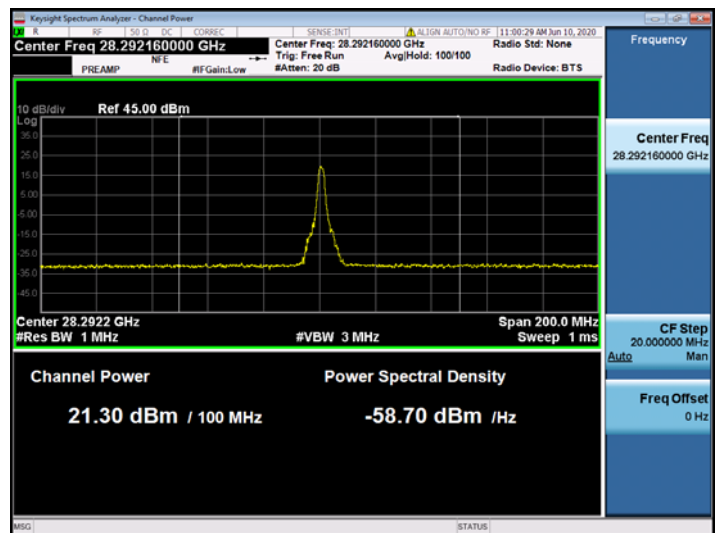 Keysight Spectrum Analyzer - Channel Power
R RF 50 Ω DC CORREC SENSE:INT ALIGN AUTO/NO RF 11:00:29 AM Jun 10, 2020
Center Freq 28.292160000 GHz
Center Freq: 28.292160000 GHz
Radio Std: None
NFE
Trig: Free Run Avg|Hold: 100/100
PREAMP #IFGain:Low #Atten: 20 dB Radio Device: BTS
Frequency
10 dB/div Ref 45.00 dBm
Log
35.0
25.0
15.0
5.00
-5.00
-15.0
-25.0
-35.0
-45.0
Center 28.2922 GHz Span 200.0 MHz
#Res BW 1 MHz #VBW 3 MHz Sweep 1 ms
Channel Power Power Spectral Density
21.30 dBm / 100 MHz -58.70 dBm /Hz
Center Freq
28.292160000 GHz
CF Step
20.000000 MHz
Auto Man
Freq Offset
0 Hz
MSG STATUS